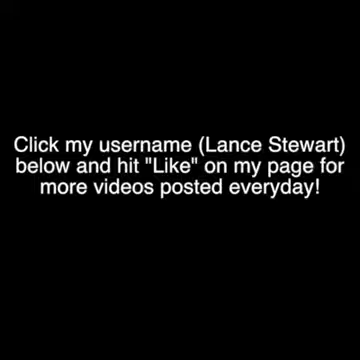 Click my username (Lance Stewart)
below and hit "Like" on my page for
more videos posted everyday!